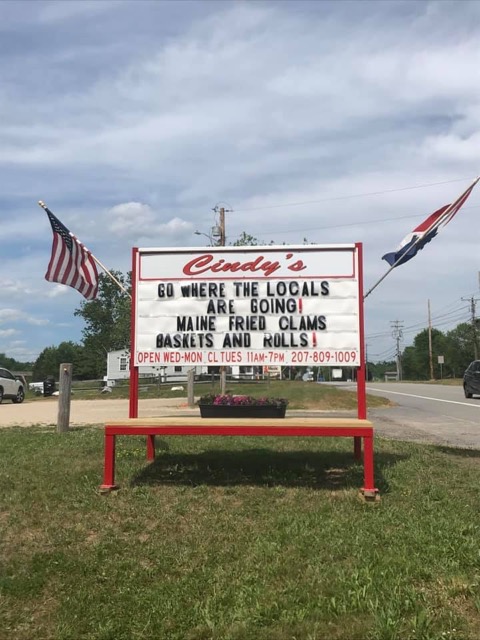 Cindy's
GO WHERE THE LOCALS
ARE GOING!
MAINE FRIED CLAMS
BASKETS AND ROLLS!
OPEN WED-MON CL TUES 11AM-7PM 207-809-1009